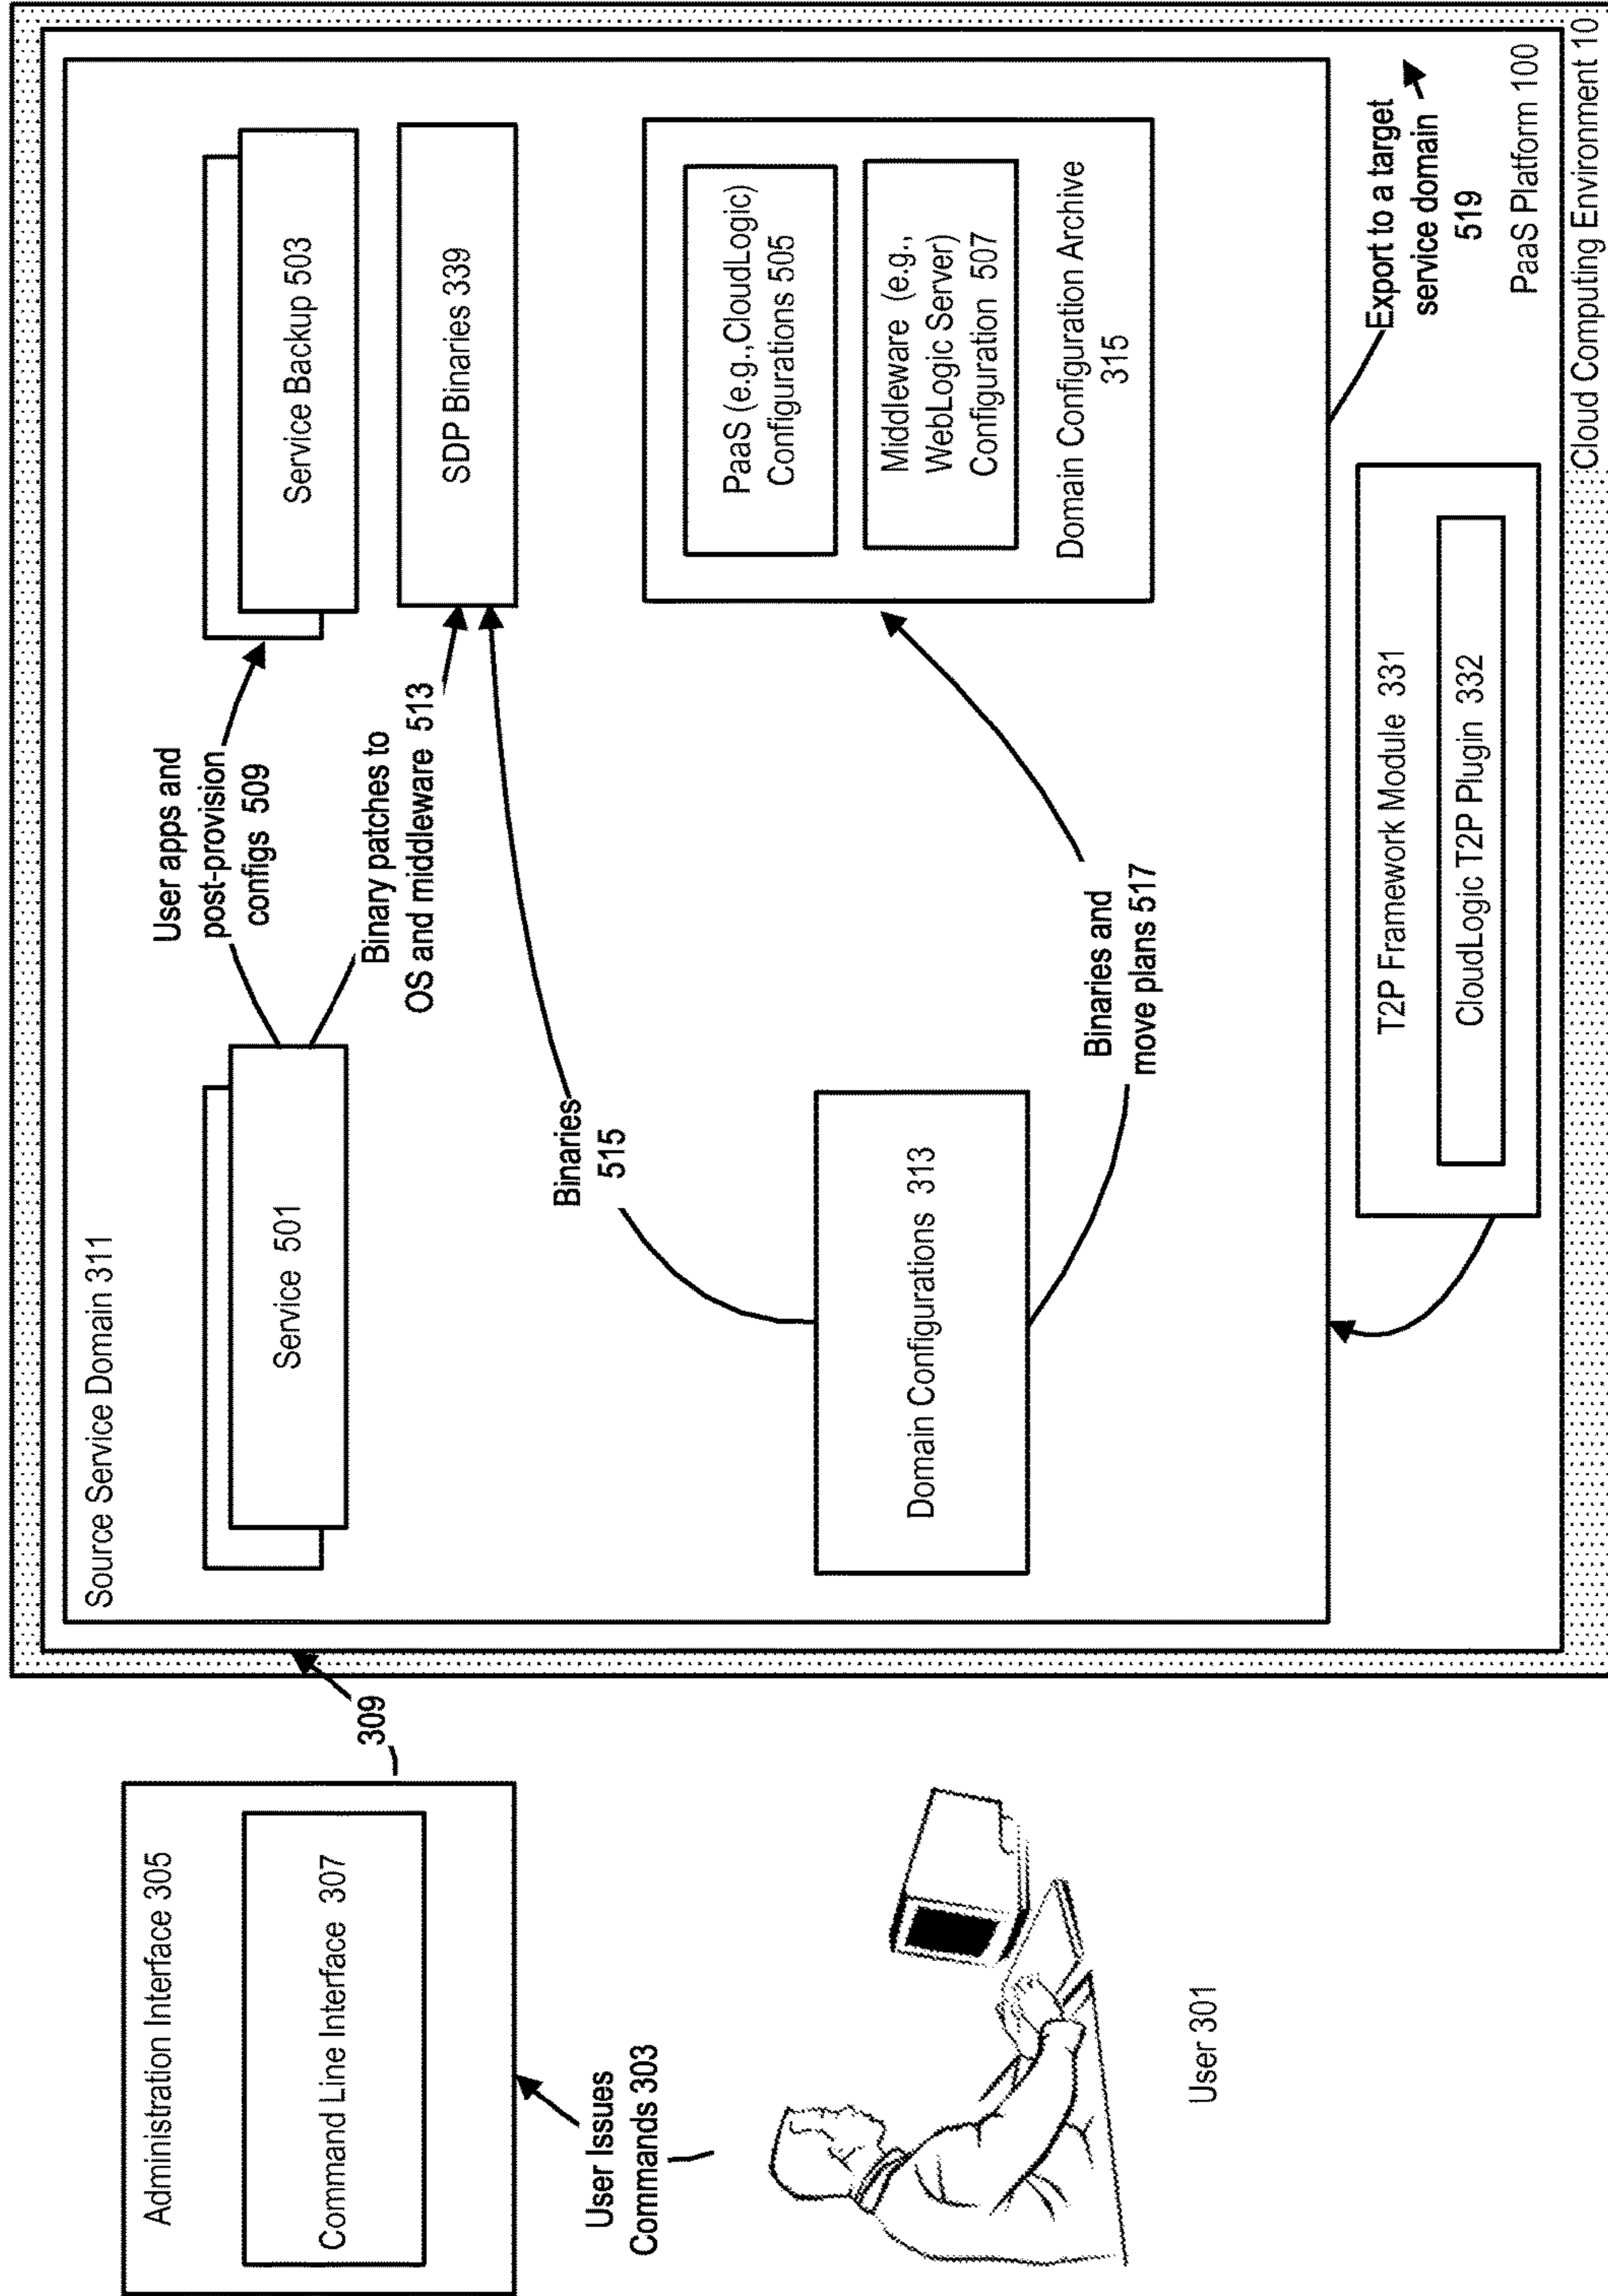 Administration Interface 305
Command Line Interface 307
User Issues
Commands 303
User 301
309
Source Service Domain 311
Service 501
User apps and
post-provision
configs 509
Service Backup 503
Binary patches to
OS and middleware 513
SDP Binaries 339
Binaries
515
Domain Configurations 313
Binaries and
move plans 517
PaaS (e.g.,CloudLogic)
Configurations 505
Middleware (e.g.,
WebLogic Server)
Configuration 507
Domain Configuration Archive
315
T2P Framework Module 331
CloudLogic T2P Plugin 332
Export to a target
service domain
519
PaaS Platform 100
Cloud Computing Environment 10